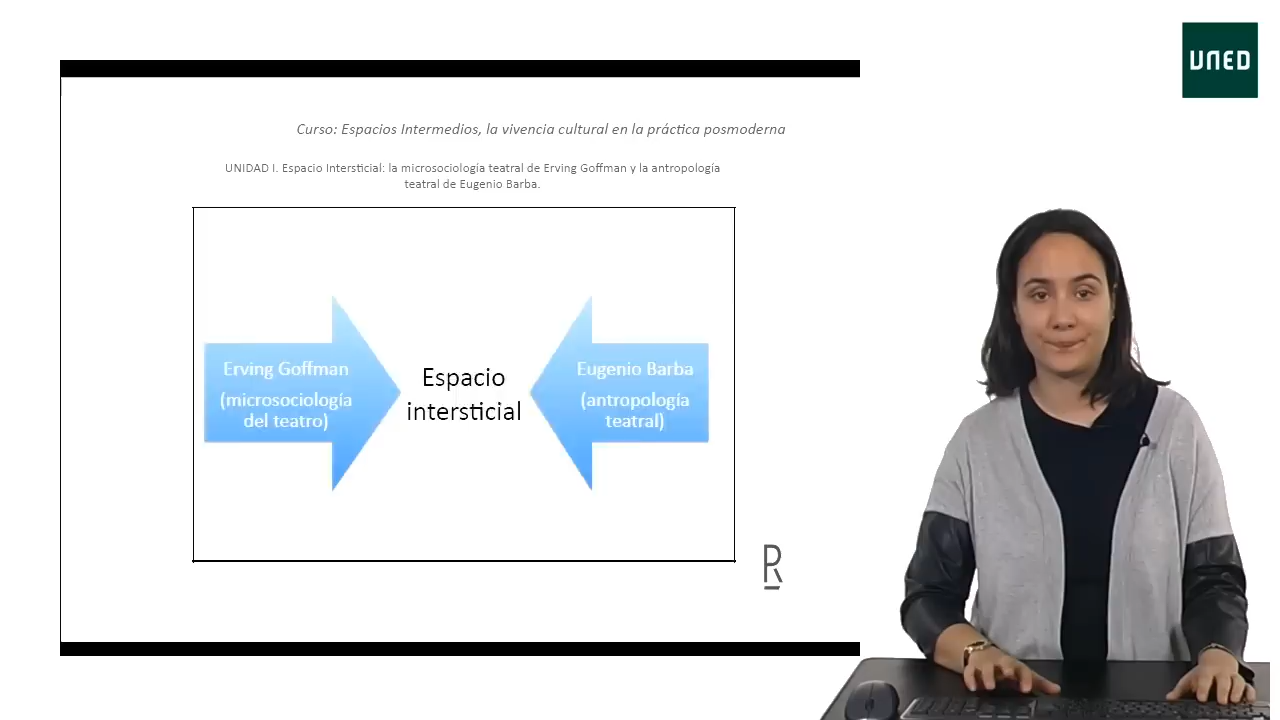 UNED
Curso: Espacios Intermedios, la vivencia cultural en la práctica posmoderna
UNIDAD I. Espacio Intersticial: la microsociología teatral de Erving Goffman y la antropología
teatral de Eugenio Barba.
Erving Goffman
(microsociología
del teatro)
Espacio
intersticial
Eugenio Barba
(antropología
teatral)
R